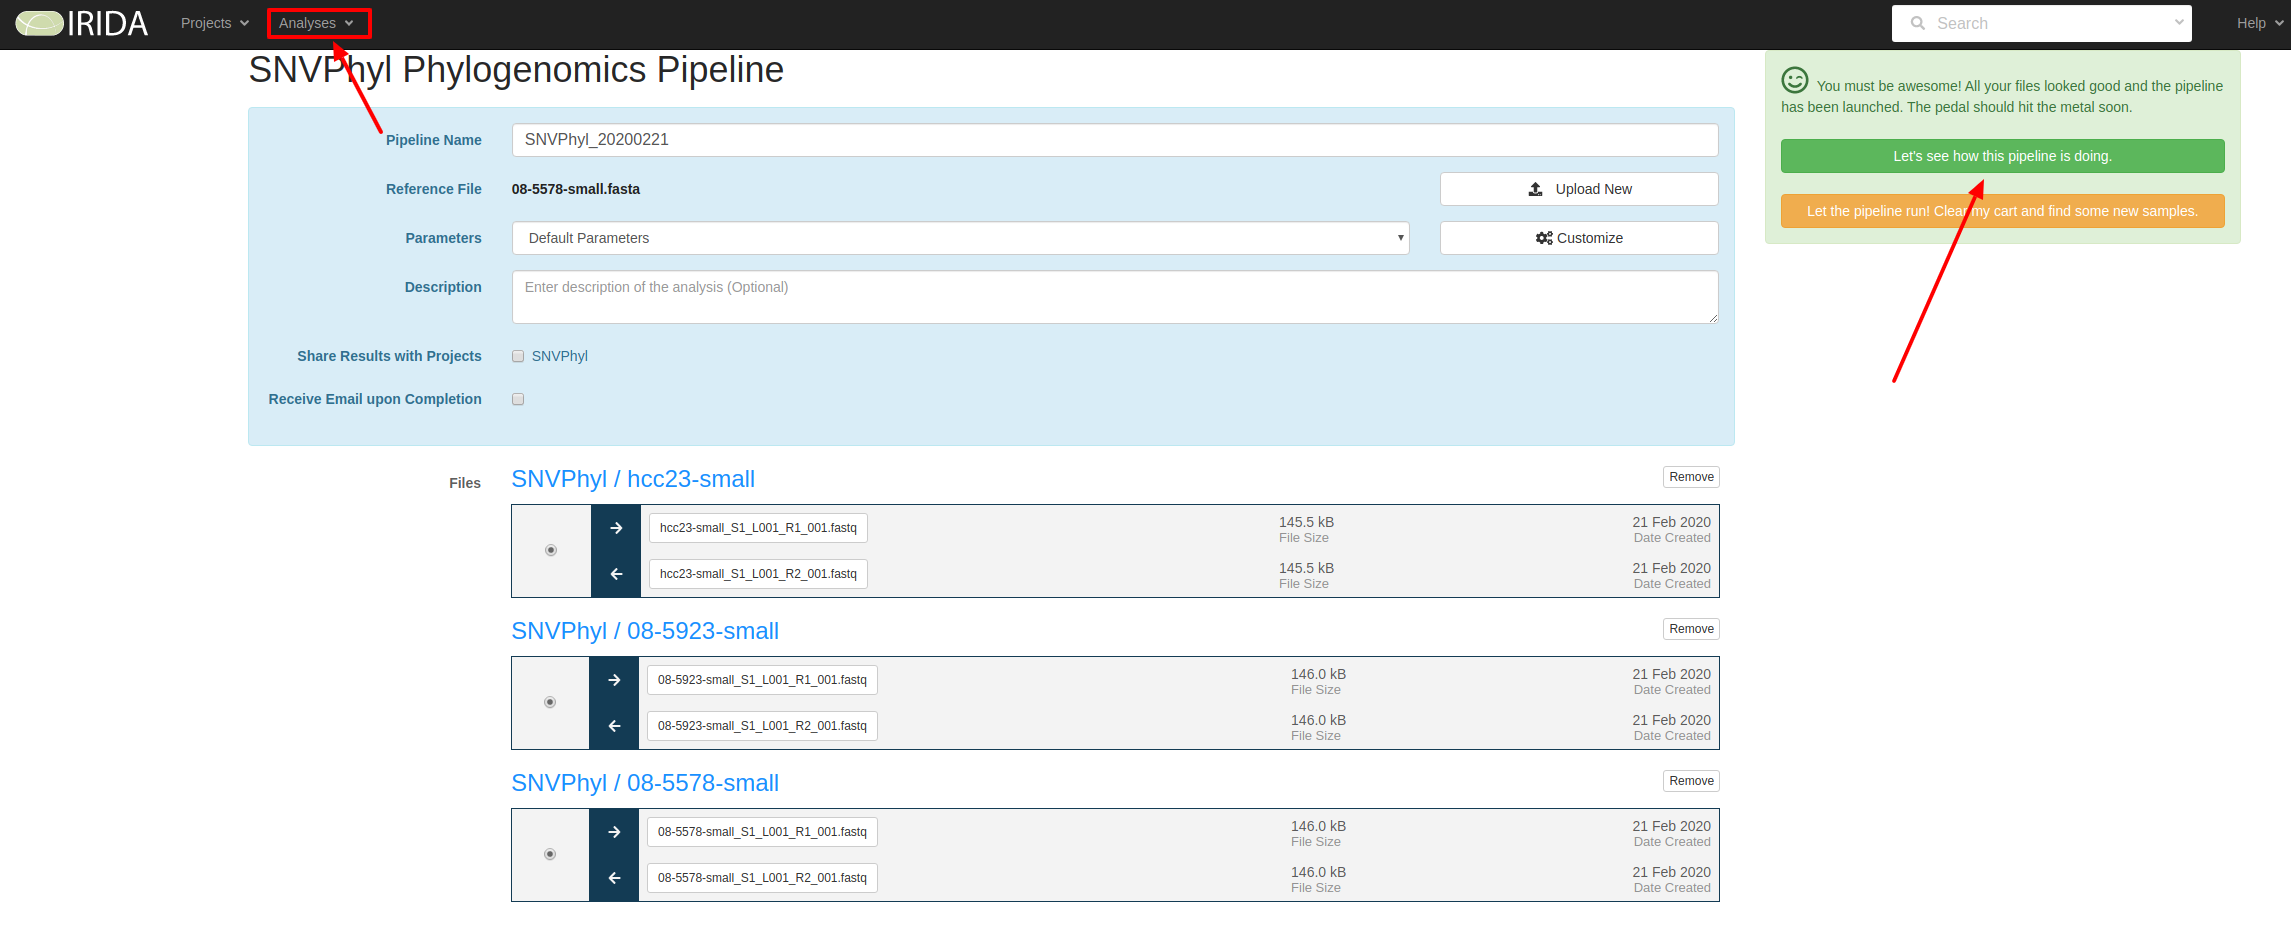 IRIDA Projects Analyses Search Help
SNVPhyl Phylogenomics Pipeline
Pipeline Name SNVPhyl_20200221
Reference File 08-5578-small.fasta Upload New
Parameters Default Parameters Customize
Description Enter description of the analysis (Optional)
Share Results with Projects SNVPhyl
Receive Email upon Completion
You must be awesome! All your files looked good and the pipeline
has been launched. The pedal should hit the metal soon.
Let's see how this pipeline is doing.
Let the pipeline run! Clear my cart and find some new samples.
Files SNVPhyl / hcc23-small Remove
hcc23-small_S1_L001_R1_001.fastq 145.5 kB 21 Feb 2020
File Size Date Created
hcc23-small_S1_L001_R2_001.fastq 145.5 kB 21 Feb 2020
File Size Date Created
SNVPhyl / 08-5923-small Remove
08-5923-small_S1_L001_R1_001.fastq 146.0 kB 21 Feb 2020
File Size Date Created
08-5923-small_S1_L001_R2_001.fastq 146.0 kB 21 Feb 2020
File Size Date Created
SNVPhyl / 08-5578-small Remove
08-5578-small_S1_L001_R1_001.fastq 146.0 kB 21 Feb 2020
File Size Date Created
08-5578-small_S1_L001_R2_001.fastq 146.0 kB 21 Feb 2020
File Size Date Created